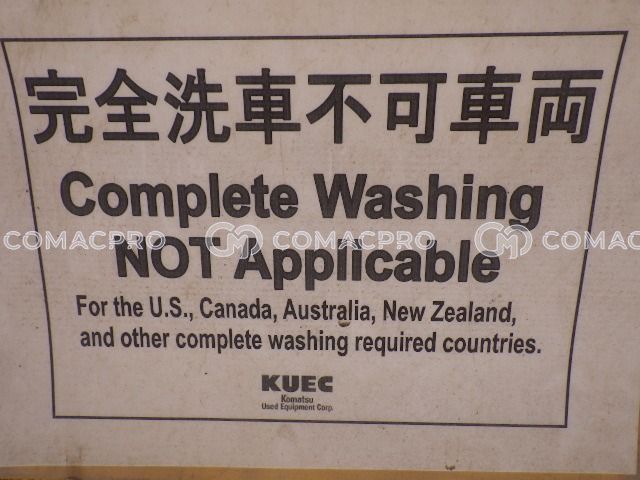 完全洗車不可車両
Complete Washing
COMACPRO COMACPRO COMACPRO
NOT Applicable
For the U.S., Canada, Australia, New Zealand,
and other complete washing required countries.
KUEC
Komatsu
Used Equipment Corp.